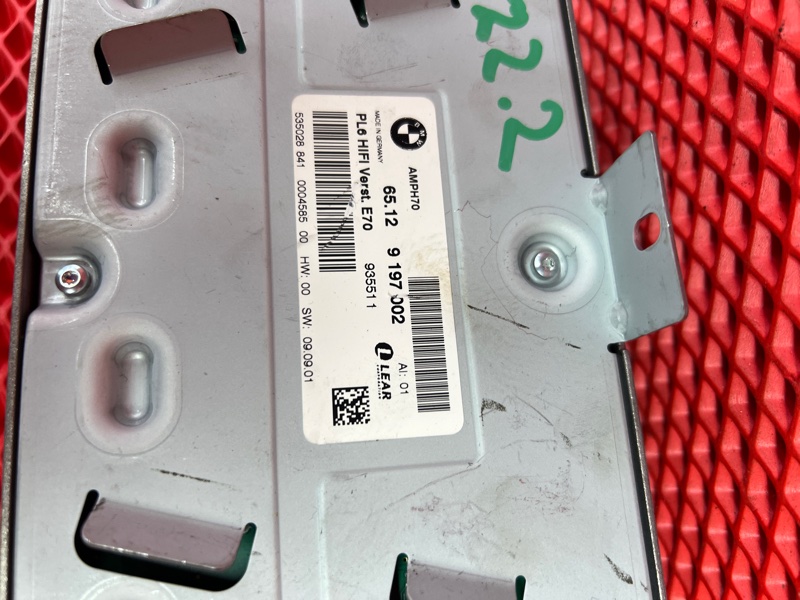 22.2
BMW
AMPH70
AI: 01
MADE IN GERMANY
65.12 9 197 002
LEAR
PL6 HIFI Verst. E70
935511
535028 841 0004585 00 HW: 00 SW: 09.09.01